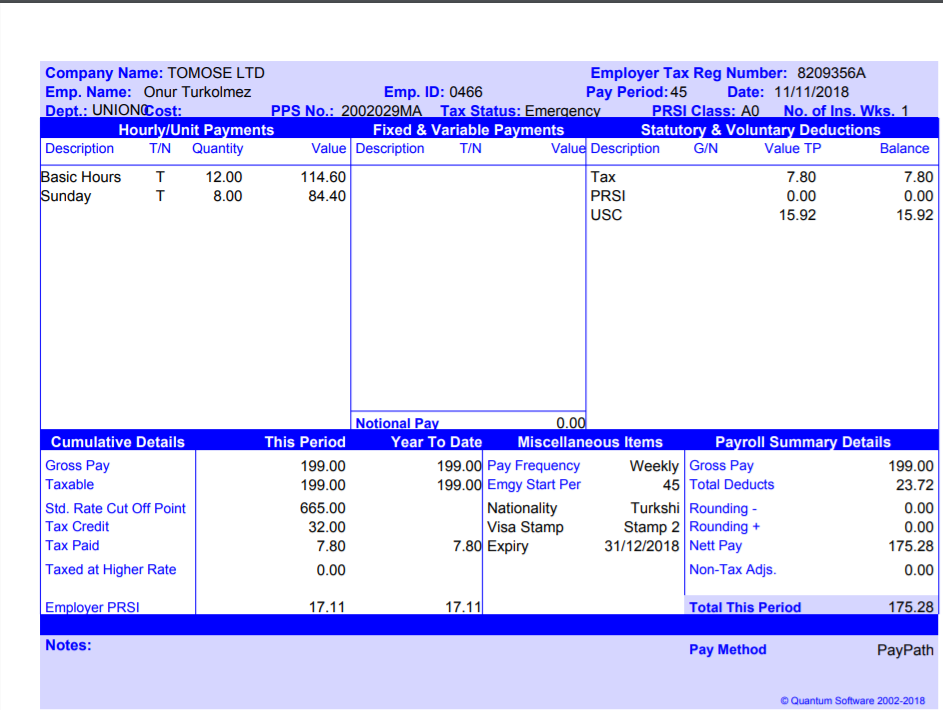 Company Name: TOMOSE LTD Employer Tax Reg Number: 8209356A
Emp. Name: Onur Turkolmez Emp. ID: 0466 Pay Period: 45 Date: 11/11/2018
Dept.: UNION Cost: PPS No.: 2002029MA Tax Status: Emergency PRSI Class: A0 No. of Ins. Wks. 1
Hourly/Unit Payments Fixed & Variable Payments Statutory & Voluntary Deductions
Description T/N Quantity Value Description T/N Value Description G/N Value TP Balance
Basic Hours T 12.00 114.60 Tax 7.80 7.80
Sunday T 8.00 84.40 PRSI 0.00 0.00
USC 15.92 15.92
Notional Pay 0.00
Cumulative Details This Period Year To Date Miscellaneous Items Payroll Summary Details
Gross Pay 199.00 199.00 Pay Frequency Weekly Gross Pay 199.00
Taxable 199.00 199.00 Emgy Start Per 45 Total Deducts 23.72
Std. Rate Cut Off Point 665.00 Nationality Turkshi Rounding - 0.00
Tax Credit 32.00 Visa Stamp Stamp 2 Rounding + 0.00
Tax Paid 7.80 7.80 Expiry 31/12/2018 Nett Pay 175.28
Taxed at Higher Rate 0.00 Non-Tax Adjs. 0.00
Employer PRSI 17.11 17.11 Total This Period 175.28
Notes: Pay Method PayPath
© Quantum Software 2002-2018